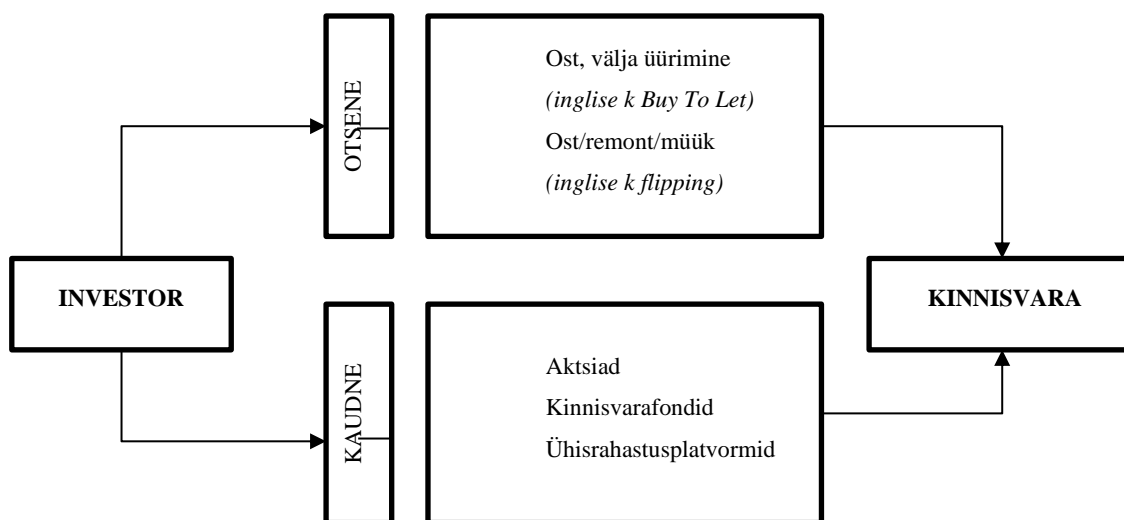 OTSENE
Ost, välja üürimine
(inglise k Buy To Let)
Ost/remont/müük
(inglise k flipping)
INVESTOR
KINNISVARA
KAUDNE
Aktsiad
Kinnisvarafondid
Ühisrahastusplatvormid